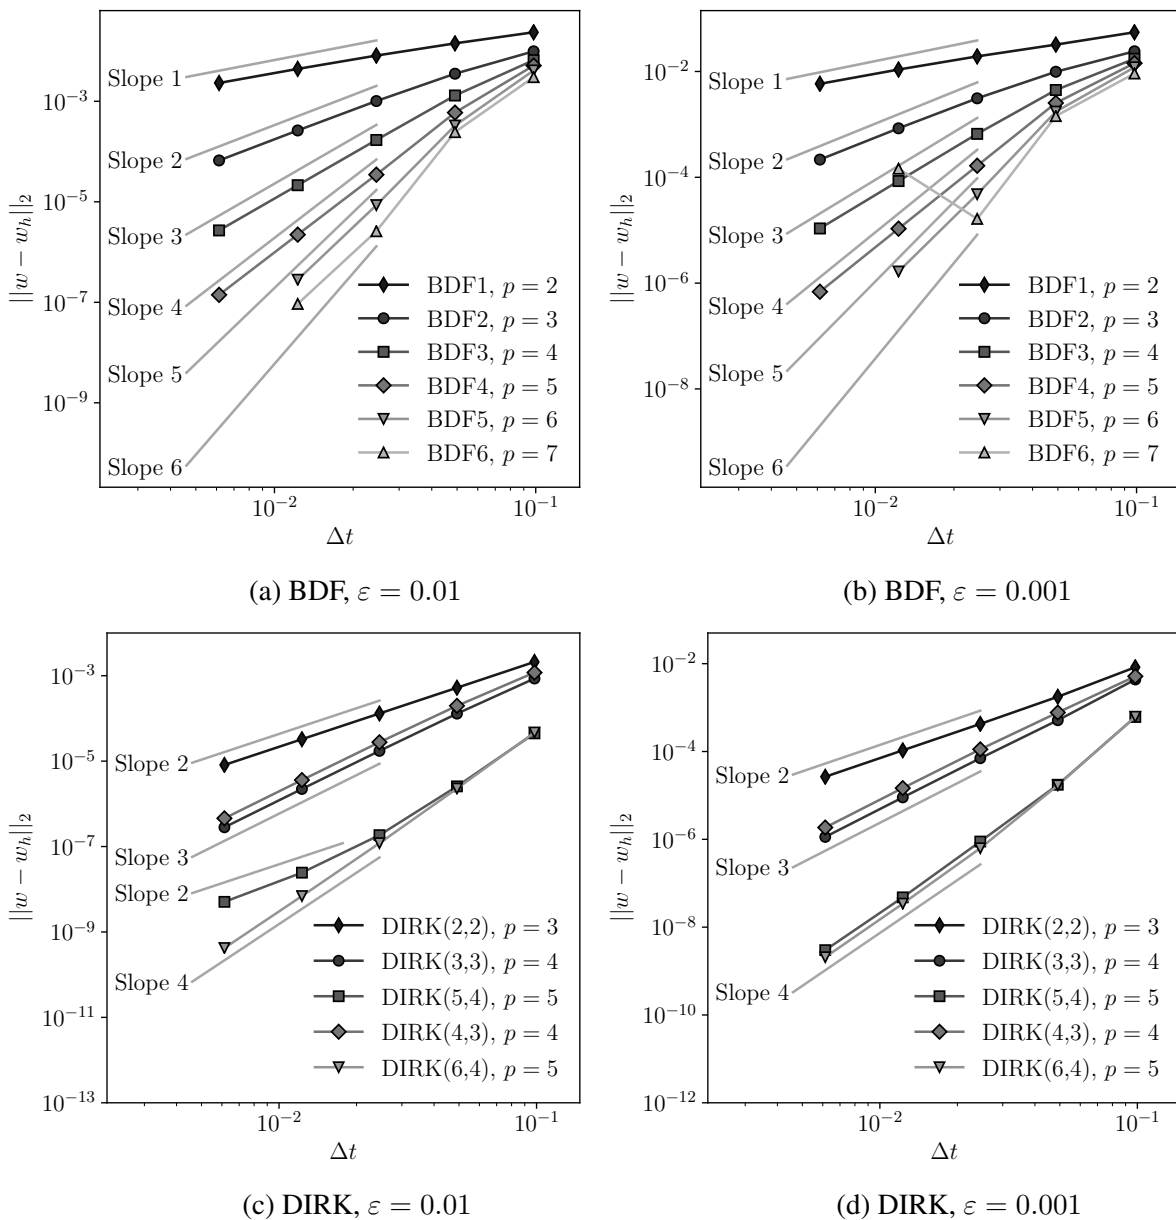 ||w − w_h||_2
10^−3
10^−5
10^−7
10^−9
Slope 1
Slope 2
Slope 3
Slope 4
Slope 5
Slope 6
BDF1, p = 2
BDF2, p = 3
BDF3, p = 4
BDF4, p = 5
BDF5, p = 6
BDF6, p = 7
10^−2 10^−1
Δt
(a) BDF, ε = 0.01
||w − w_h||_2
10^−2
10^−4
10^−6
10^−8
Slope 1
Slope 2
Slope 3
Slope 4
Slope 5
Slope 6
BDF1, p = 2
BDF2, p = 3
BDF3, p = 4
BDF4, p = 5
BDF5, p = 6
BDF6, p = 7
10^−2 10^−1
Δt
(b) BDF, ε = 0.001
||w − w_h||_2
10^−3
10^−5
10^−7
10^−9
10^−11
10^−13
Slope 2
Slope 3
Slope 2
Slope 4
DIRK(2,2), p = 3
DIRK(3,3), p = 4
DIRK(5,4), p = 5
DIRK(4,3), p = 4
DIRK(6,4), p = 5
10^−2 10^−1
Δt
(c) DIRK, ε = 0.01
||w − w_h||_2
10^−2
10^−4
10^−6
10^−8
10^−10
10^−12
Slope 2
Slope 3
Slope 4
DIRK(2,2), p = 3
DIRK(3,3), p = 4
DIRK(5,4), p = 5
DIRK(4,3), p = 4
DIRK(6,4), p = 5
10^−2 10^−1
Δt
(d) DIRK, ε = 0.001